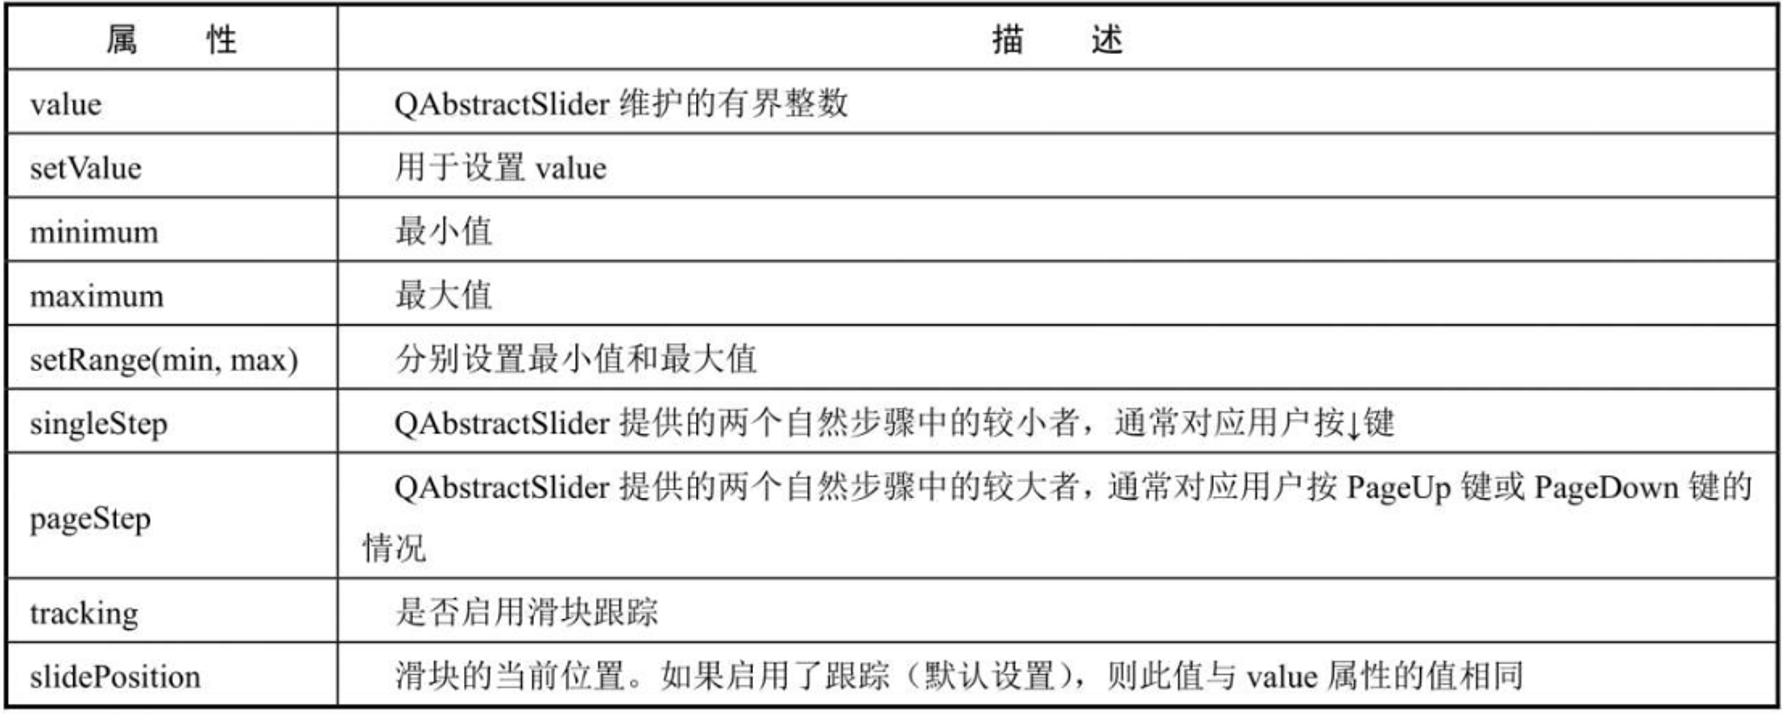 属 性 描 述
value QAbstractSlider 维护的有界整数
setValue 用于设置 value
minimum 最小值
maximum 最大值
setRange(min, max) 分别设置最小值和最大值
singleStep QAbstractSlider 提供的两个自然步骤中的较小者，通常对应用户按↓键
pageStep QAbstractSlider 提供的两个自然步骤中的较大者，通常对应用户按 PageUp 键或 PageDown 键的
情况
tracking 是否启用滑块跟踪
slidePosition 滑块的当前位置。如果启用了跟踪（默认设置），则此值与 value 属性的值相同